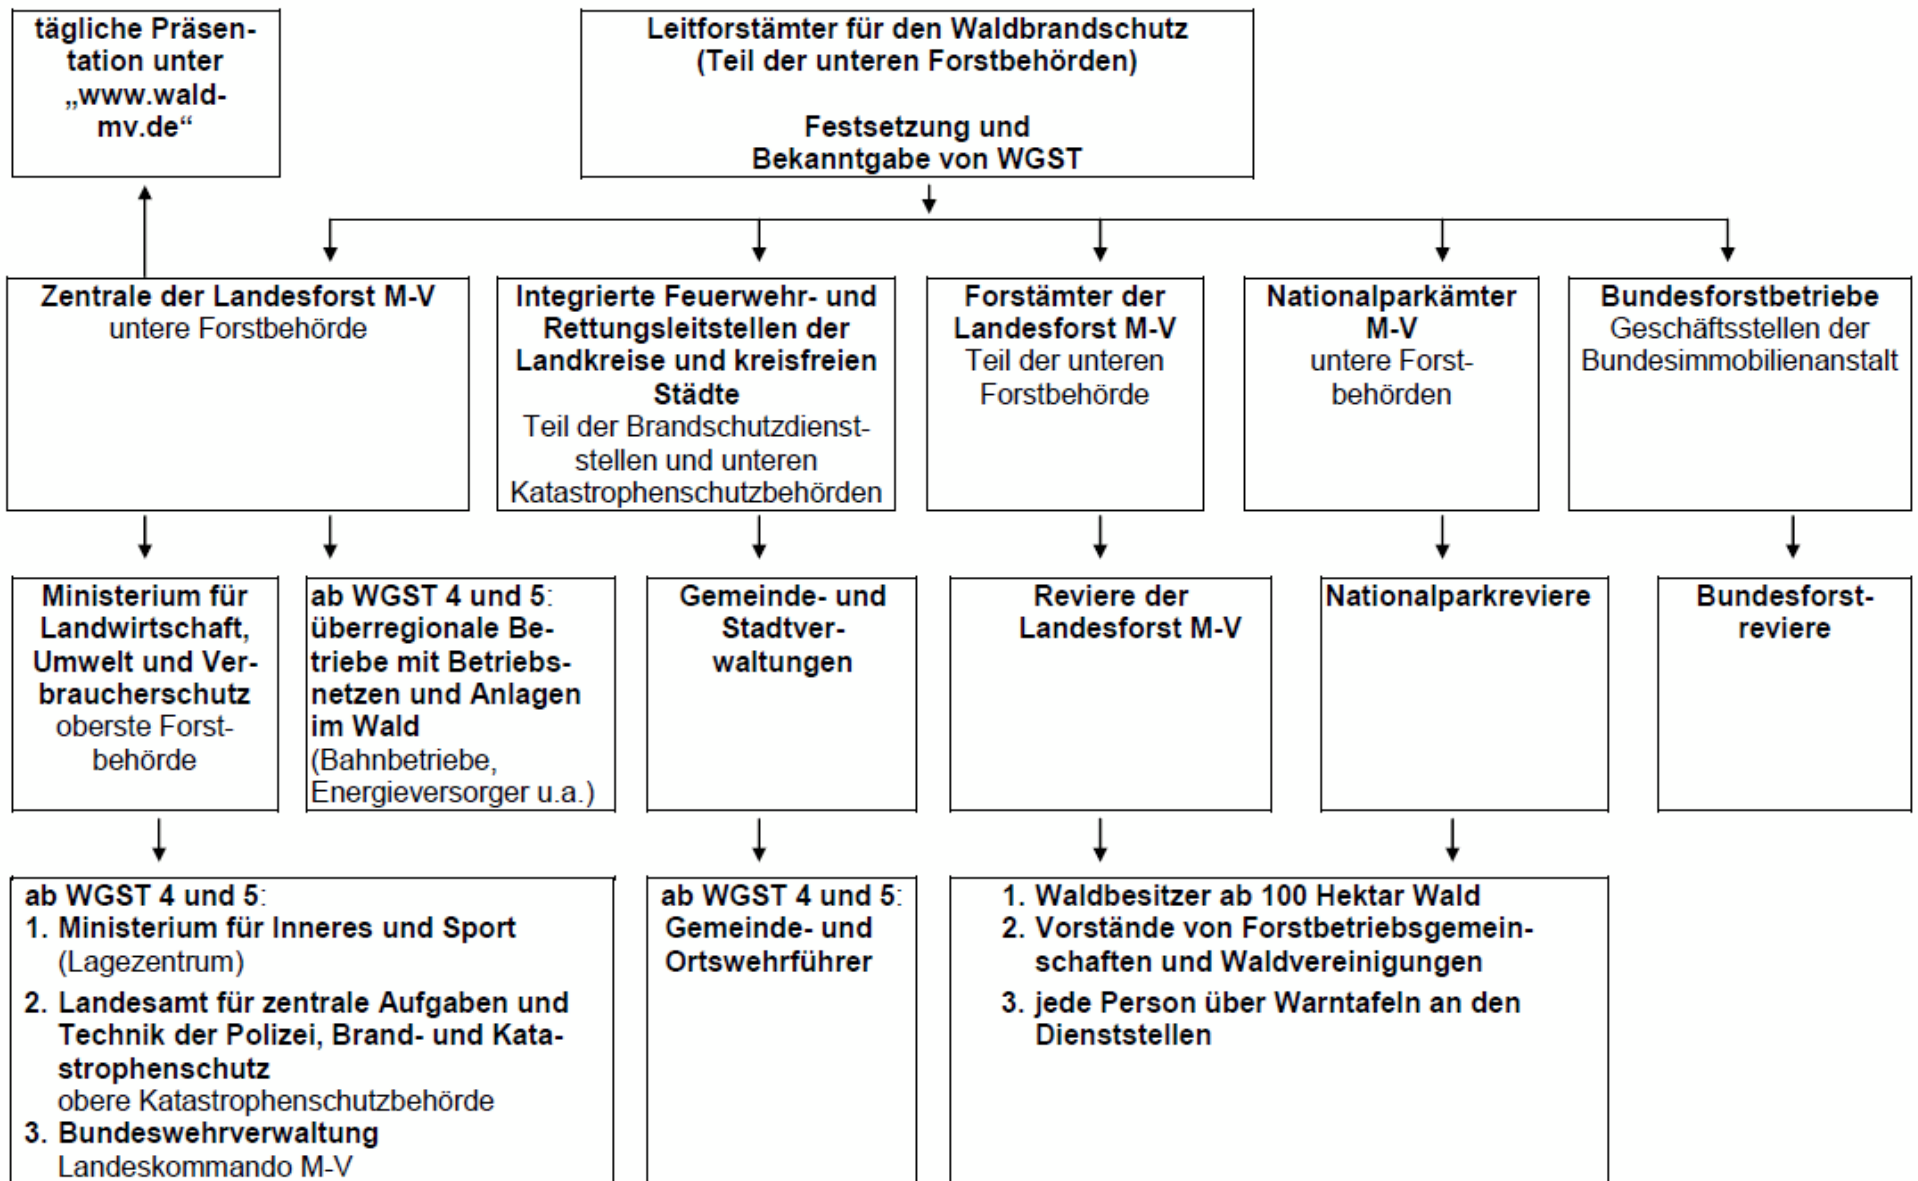 tägliche Präsen-
tation unter
„www.wald-
mv.de“
Leitforstämter für den Waldbrandschutz
(Teil der unteren Forstbehörden)
Festsetzung und
Bekanntgabe von WGST
Zentrale der Landesforst M-V
untere Forstbehörde
Integrierte Feuerwehr- und
Rettungsleitstellen der
Landkreise und kreisfreien
Städte
Teil der Brandschutzdienst-
stellen und unteren
Katastrophenschutzbehörden
Forstämter der
Landesforst M-V
Teil der unteren
Forstbehörde
Nationalparkämter
M-V
untere Forst-
behörden
Bundesforstbetriebe
Geschäftsstellen der
Bundesimmobilienanstalt
Ministerium für
Landwirtschaft,
Umwelt und Ver-
braucherschutz
oberste Forst-
behörde
ab WGST 4 und 5:
überregionale Be-
triebe mit Betriebs-
netzen und Anlagen
im Wald
(Bahnbetriebe,
Energieversorger u.a.)
Gemeinde- und
Stadtver-
waltungen
Reviere der
Landesforst M-V
Nationalparkreviere
Bundesforst-
reviere
ab WGST 4 und 5:
1. Ministerium für Inneres und Sport
(Lagezentrum)
2. Landesamt für zentrale Aufgaben und
Technik der Polizei, Brand- und Kata-
strophenschutz
obere Katastrophenschutzbehörde
3. Bundeswehrverwaltung
Landeskommando M-V
ab WGST 4 und 5:
Gemeinde- und
Ortswehrführer
1. Waldbesitzer ab 100 Hektar Wald
2. Vorstände von Forstbetriebsgemein-
schaften und Waldvereinigungen
3. jede Person über Warntafeln an den
Dienststellen